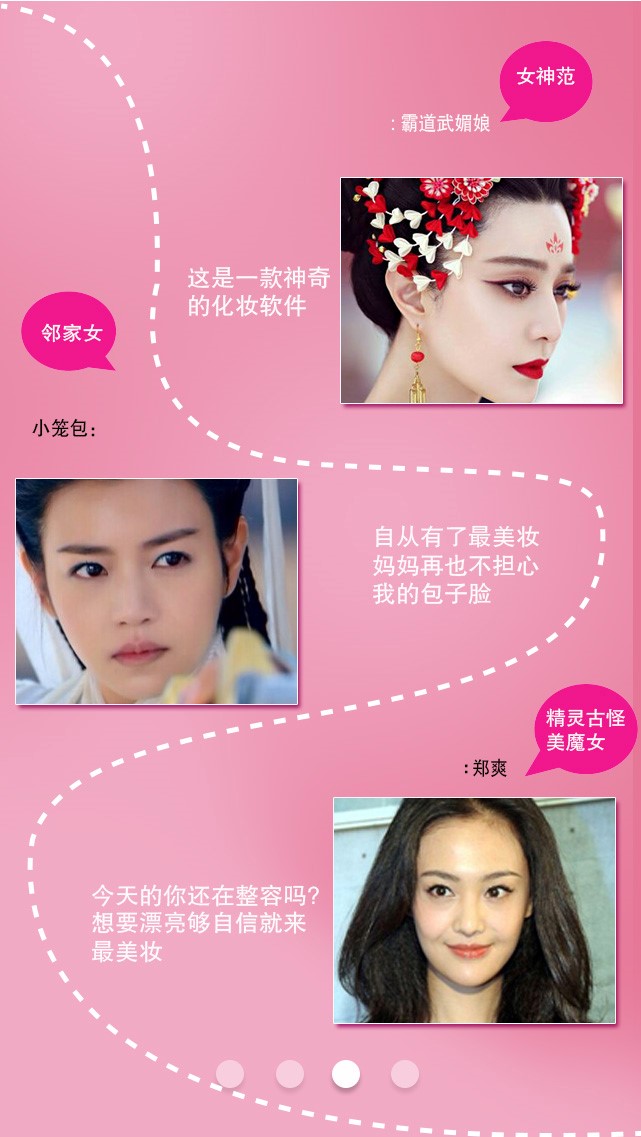 女神范
：霸道武媚娘
这是一款神奇
的化妆软件
邻家女
小笼包：
自从有了最美妆
妈妈再也不担心
我的包子脸
精灵古怪
美魔女
：郑爽
今天的你还在整容吗?
想要漂亮够自信就来
最美妆